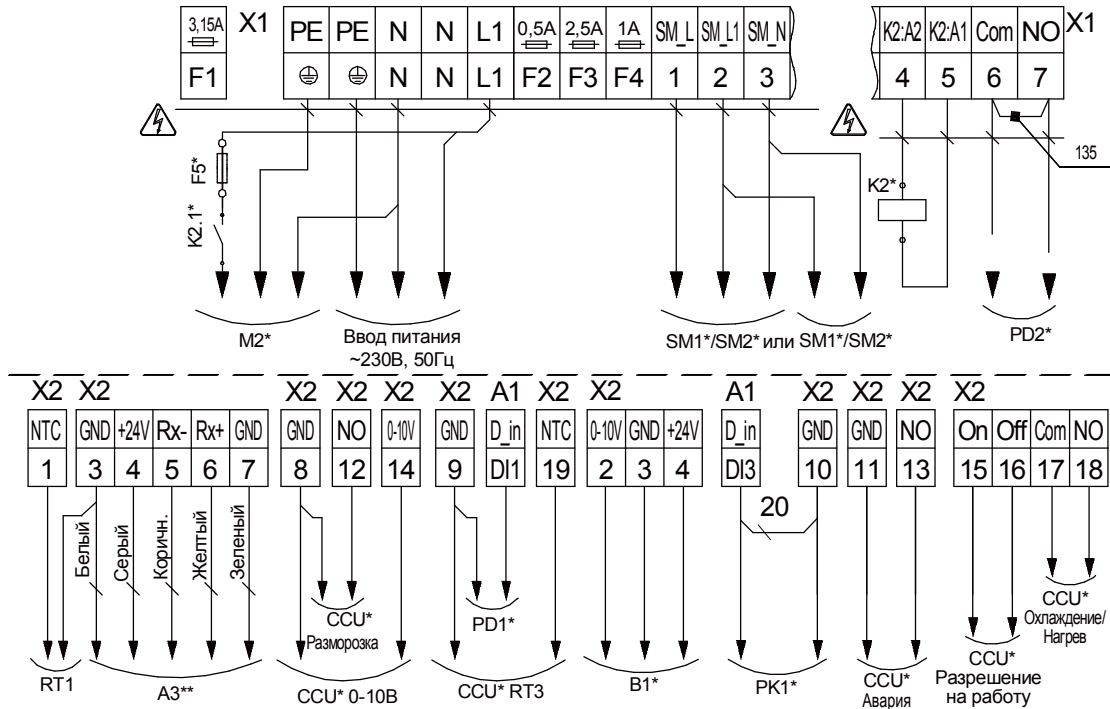 3,15A X1 PE PE N N L1 0,5A 2,5A 1A SM_L SM_L1 SM_N K2:A2 K2:A1 Com NO X1
F1 N N L1 F2 F3 F4 1 2 3 4 5 6 7
135
F5*
K2.1*
K2*
M2*
Ввод питания
~230В, 50Гц
SM1*/SM2* или SM1*/SM2*
PD2*
X2 X2 X2 X2 X2 X2 A1 X2 X2 A1 X2 X2 X2 X2
NTC GND +24V Rx- Rx+ GND GND NO 0-10V GND D_in NTC 0-10V GND +24V D_in GND GND NO On Off Com NO
1 3 4 5 6 7 8 12 14 9 DI1 19 2 3 4 DI3 10 11 13 15 16 17 18
20
Белый
Серый
Коричн.
Желтый
Зеленый
CCU*
Разморозка
PD1*
CCU*
Охлаждение/
Нагрев
RT1
A3**
CCU* 0-10В
CCU* RT3
B1*
PK1*
CCU*
Авария
CCU*
Разрешение
на работу